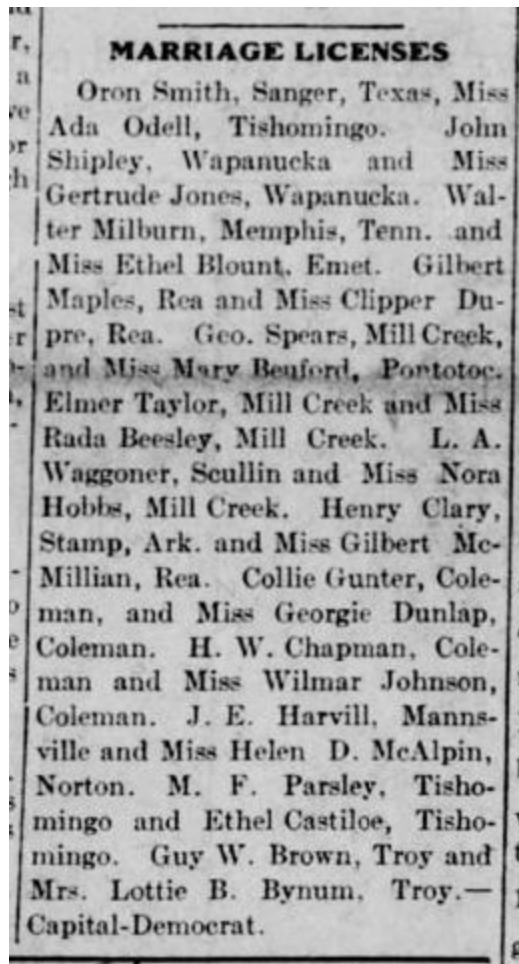 MARRIAGE LICENSES
Oron Smith, Sanger, Texas, Miss
Ada Odell, Tishomingo. John
Shipley, Wapanucka and Miss
Gertrude Jones, Wapanucka. Wal-
ter Milburn, Memphis, Tenn. and
Miss Ethel Blount, Emet. Gilbert
Maples, Rea and Miss Clipper Du-
pre, Rea. Geo. Spears, Mill Creek,
and Miss Mary Beuford, Pontotoc.
Elmer Taylor, Mill Creek and Miss
Rada Beesley, Mill Creek. L. A.
Waggoner, Scullin and Miss Nora
Hobbs, Mill Creek. Henry Clary,
Stamp, Ark. and Miss Gilbert Mc-
Millian, Rea. Collie Gunter, Cole-
man, and Miss Georgie Dunlap,
Coleman. H. W. Chapman, Cole-
man and Miss Wilmar Johnson,
Coleman. J. E. Harvill, Manns-
ville and Miss Helen D. McAlpin,
Norton. M. F. Parsley, Tisho-
mingo and Ethel Castiloe, Tisho-
mingo. Guy W. Brown, Troy and
Mrs. Lottie B. Bynum, Troy.—
Capital-Democrat.